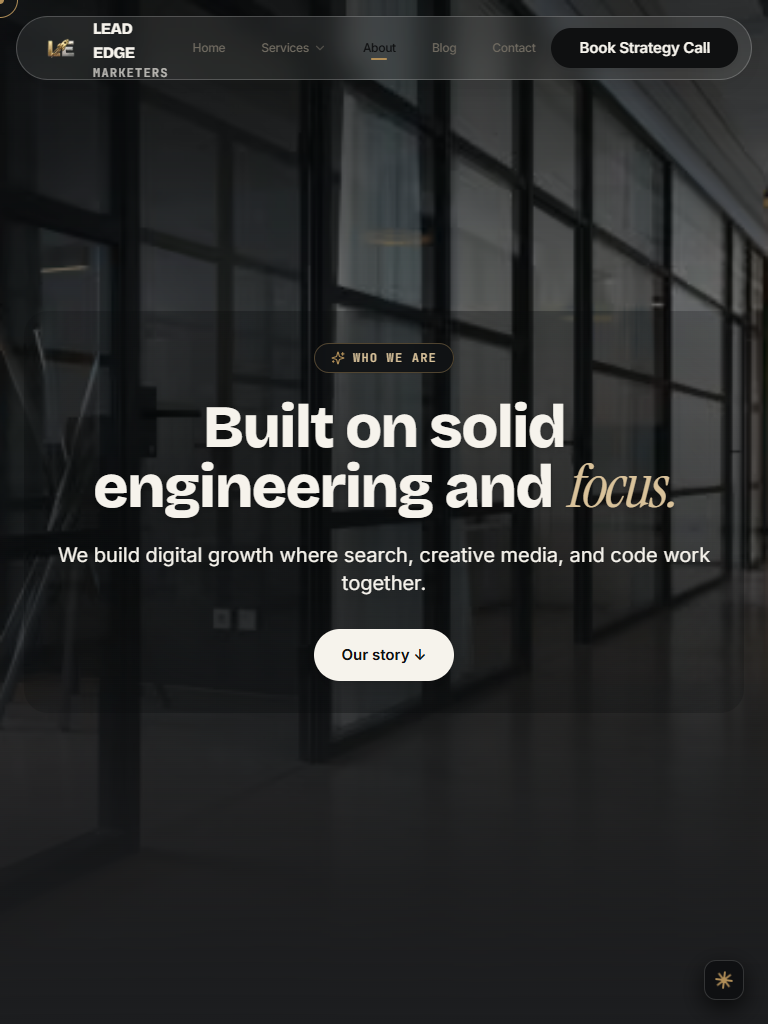 LE
LEAD
EDGE
MARKETERS
Home
Services
About
Blog
Contact
Book Strategy Call
WHO WE ARE
Built on solid
engineering and focus.
We build digital growth where search, creative media, and code work
together.
Our story ↓